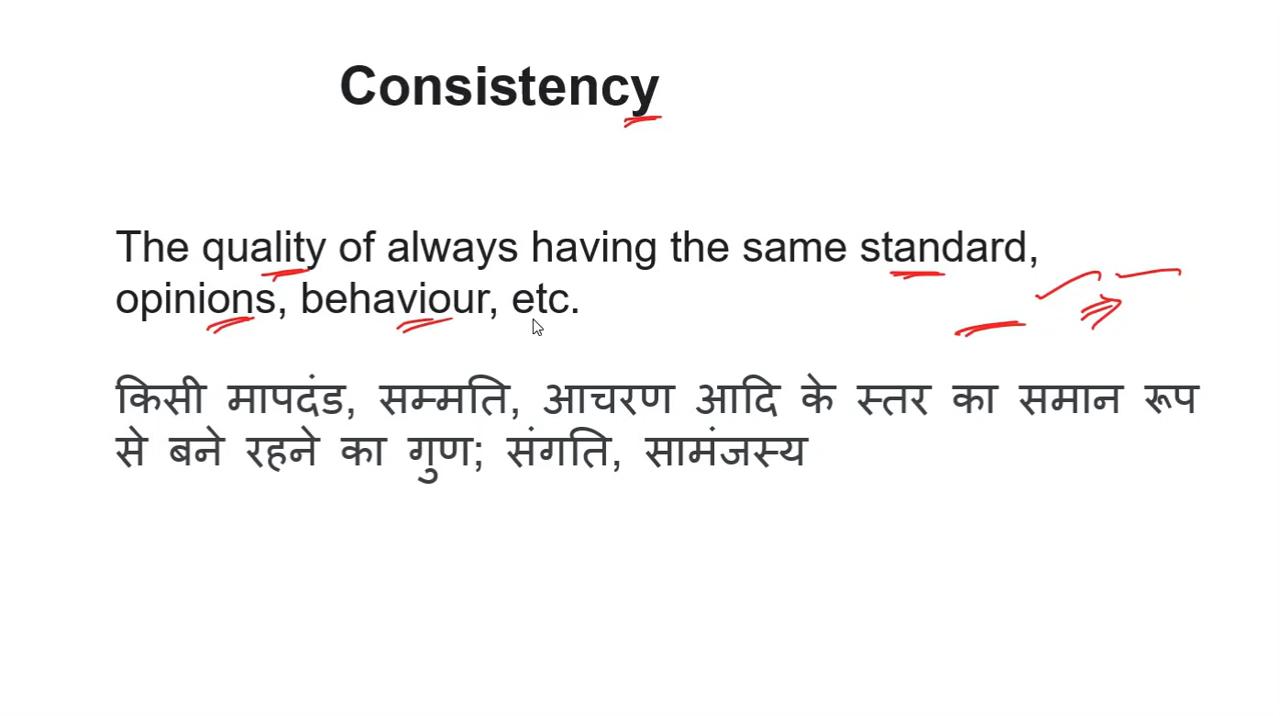 Consistency
The quality of always having the same standard,
opinions, behaviour, etc.
किसी मापदंड, सम्मति, आचरण आदि के स्तर का समान रूप
से बने रहने का गुण; संगति, सामंजस्य